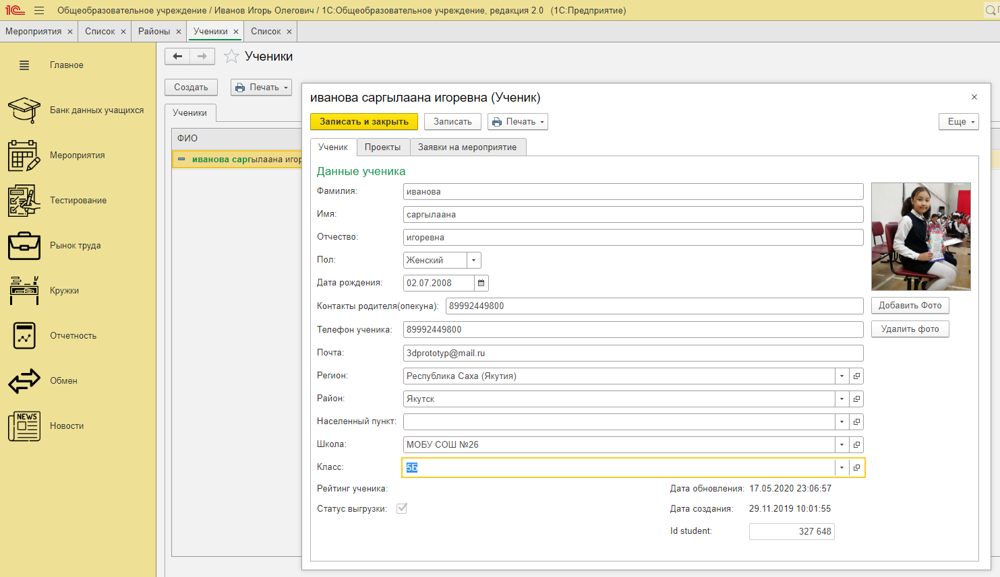 1С Общеобразовательное учреждение / Иванов Игорь Олегович / 1С:Общеобразовательное учреждение, редакция 2.0 (1С:Предприятие)
Мероприятия × Список × Районы × Ученики × Список ×
Главное
Банк данных учащихся
Мероприятия
Тестирование
Рынок труда
Кружки
Отчетность
Обмен
NEWS Новости
Ученики
Создать Печать
Ученики
ФИО
иванова саргылаана игор
иванова саргылаана игоревна (Ученик) ×
Записать и закрыть Записать Печать Еще
Ученик Проекты Заявки на мероприятие
Данные ученика
Фамилия: иванова
Имя: саргылаана
Отчество: игоревна
Пол: Женский
Дата рождения: 02.07.2008
Контакты родителя(опекуна): 89992449800 Добавить Фото
Телефон ученика: 89992449800 Удалить фото
Почта: 3dprototyp@mail.ru
Регион: Республика Саха (Якутия)
Район: Якутск
Населенный пункт:
Школа: МОБУ СОШ №26
Класс: 5Б
Рейтинг ученика: Дата обновления: 17.05.2020 23:06:57
Статус выгрузки: Дата создания: 29.11.2019 10:01:55
Id student: 327 648